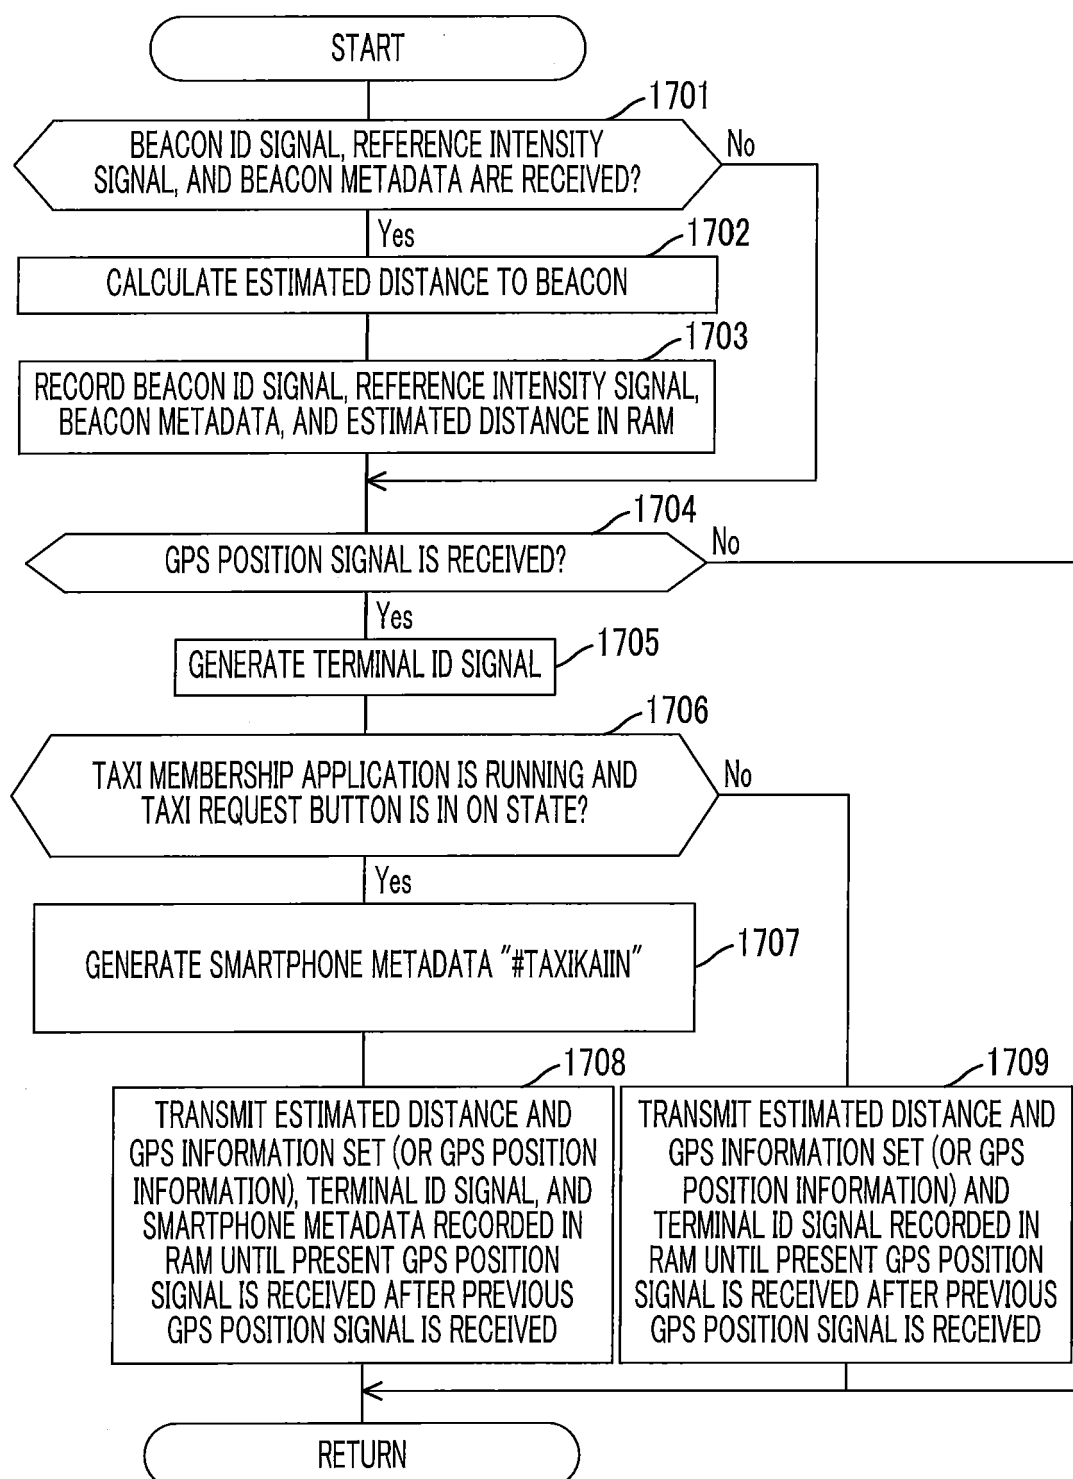 START
1701
BEACON ID SIGNAL, REFERENCE INTENSITY
SIGNAL, AND BEACON METADATA ARE RECEIVED?
No
Yes
1702
CALCULATE ESTIMATED DISTANCE TO BEACON
1703
RECORD BEACON ID SIGNAL, REFERENCE INTENSITY SIGNAL,
BEACON METADATA, AND ESTIMATED DISTANCE IN RAM
1704
GPS POSITION SIGNAL IS RECEIVED?
No
Yes
1705
GENERATE TERMINAL ID SIGNAL
1706
TAXI MEMBERSHIP APPLICATION IS RUNNING AND
TAXI REQUEST BUTTON IS IN ON STATE?
No
Yes
1707
GENERATE SMARTPHONE METADATA "#TAXIKAIIN"
1708
TRANSMIT ESTIMATED DISTANCE AND
GPS INFORMATION SET (OR GPS POSITION
INFORMATION), TERMINAL ID SIGNAL, AND
SMARTPHONE METADATA RECORDED IN
RAM UNTIL PRESENT GPS POSITION
SIGNAL IS RECEIVED AFTER PREVIOUS
GPS POSITION SIGNAL IS RECEIVED
1709
TRANSMIT ESTIMATED DISTANCE AND
GPS INFORMATION SET (OR GPS
POSITION INFORMATION) AND
TERMINAL ID SIGNAL RECORDED IN
RAM UNTIL PRESENT GPS POSITION
SIGNAL IS RECEIVED AFTER PREVIOUS
GPS POSITION SIGNAL IS RECEIVED
RETURN